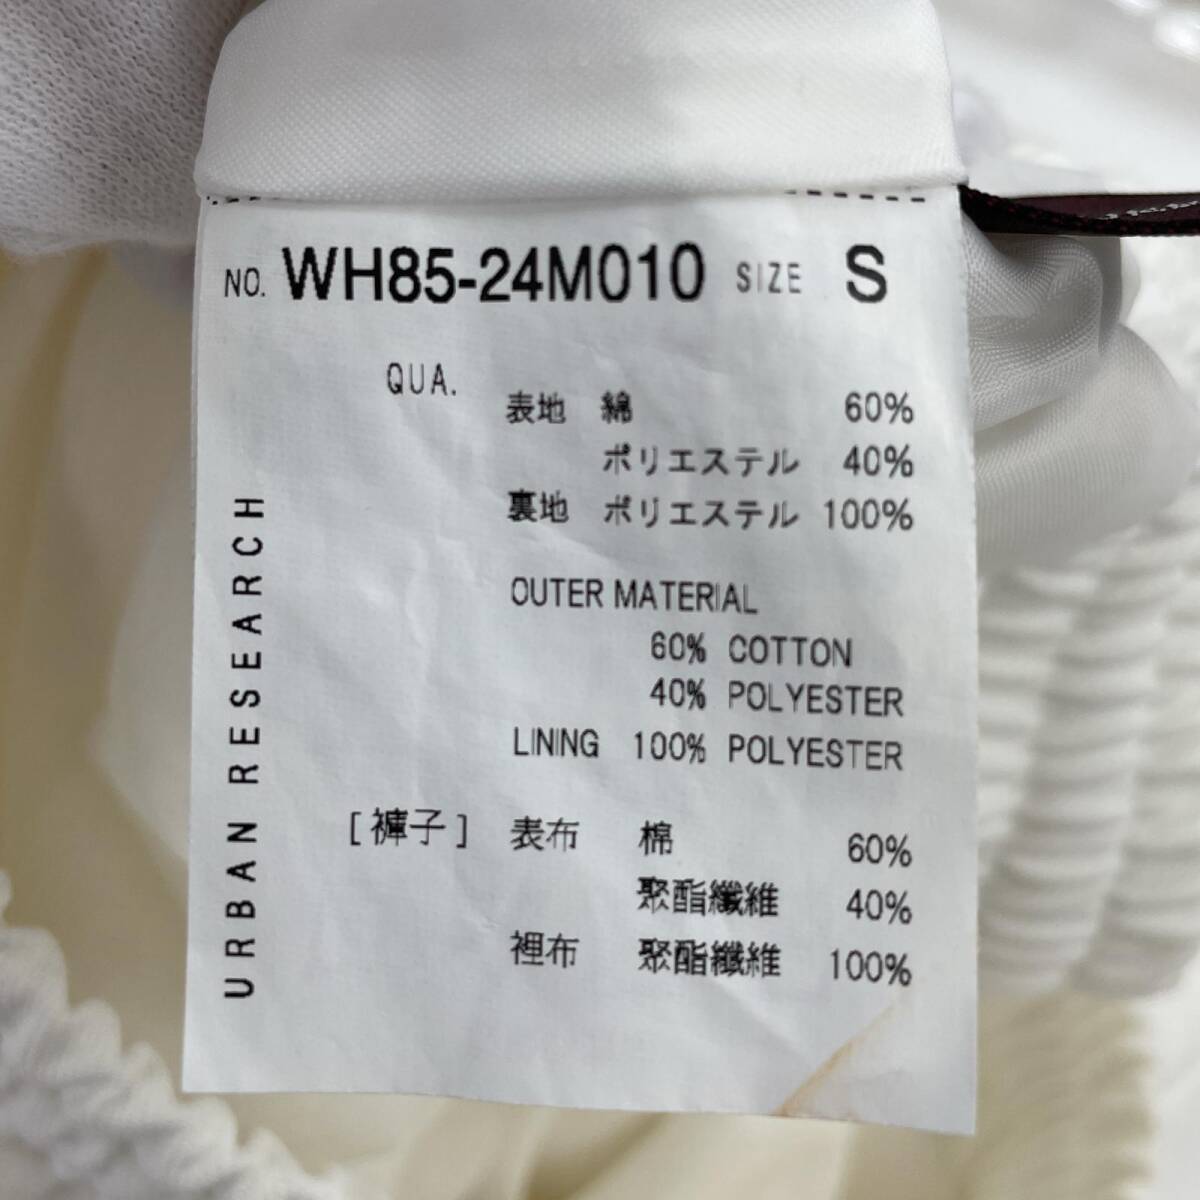 NO. WH85-24M010 SIZE S
QUA.
表地 綿 60%
ポリエステル 40%
裏地 ポリエステル 100%
OUTER MATERIAL
60% COTTON
40% POLYESTER
LINING 100% POLYESTER
[褲子] 表布 棉 60%
聚酯纖維 40%
裡布 聚酯纖維 100%
URBAN RESEARCH